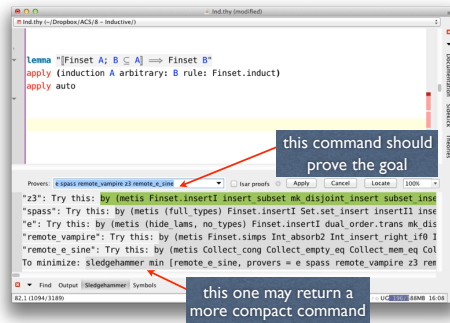 Ind.thy (modified)
Ind.thy (~/Dropbox/ACS/8 – Inductive/)
lemma "⟦Finset A; B ⊆ A⟧ ⟹ Finset B"
apply (induction A arbitrary: B rule: Finset.induct)
apply auto
Documentation
Sidekick
Theories
this command should
prove the goal
Provers: e spass remote_vampire z3 remote_e_sine
Isar proofs
Apply
Cancel
Locate
100%
"z3": Try this: by (metis Finset.insertI insert_subset mk_disjoint_insert subset_inse
"spass": Try this: by (metis (full_types) Finset.insertI Set.set_insert insertI1 inse
"e": Try this: by (metis (hide_lams, no_types) Finset.insertI dual_order.trans mk_dis
"remote_vampire": Try this: by (metis Finset.simps Int_absorb2 Int_insert_right_if0 I
"remote_e_sine": Try this: by (metis Collect_cong Collect_empty_eq Collect_mem_eq Col
To minimize: sledgehammer min [remote_e_sine, provers = e spass remote_vampire z3 rem
Find Output Sledgehammer Symbols
this one may return a
more compact command
82,1 (1094/3189)
88MB 16:08